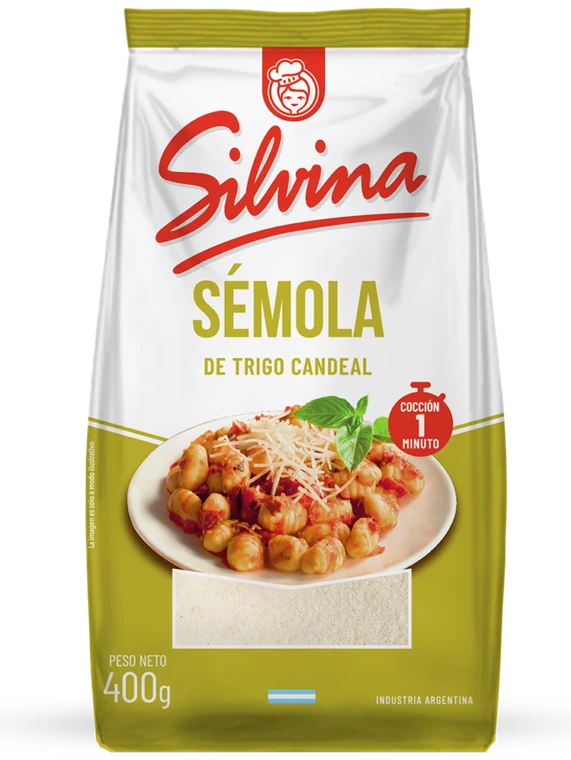 Silvina
SÉMOLA
DE TRIGO CANDEAL
COCCIÓN
1
MINUTO
La imagen es solo a modo ilustrativo
PESO NETO
400g
INDUSTRIA ARGENTINA